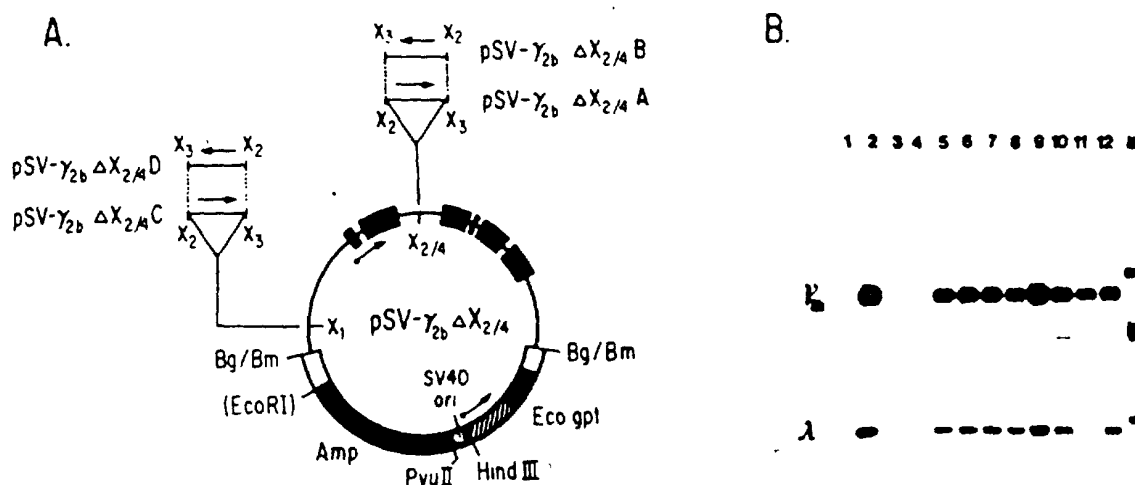 A.
X₃ X₂
pSV-γ₂b ΔX₂/₄ B
pSV-γ₂b ΔX₂/₄ A
X₂ X₃
X₃ X₂
pSV-γ₂b ΔX₂/₄ D
pSV-γ₂b ΔX₂/₄ C
X₂ X₃
X₂/₄
X₁
pSV-γ₂b ΔX₂/₄
Bg/Bm
Bg/Bm
(EcoRI)
SV40
ori
Eco gpt
Amp
PvuII
Hind III
B.
1 2 3 4 5 6 7 8 9 10 11 12
γ
λ